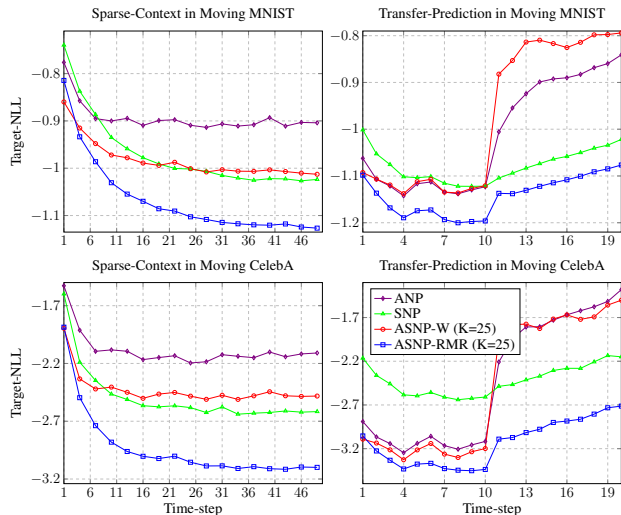 Sparse-Context in Moving MNIST
Transfer-Prediction in Moving MNIST
Target-NLL
−0.8
−0.9
−1
−1.1
1 6 11 16 21 26 31 36 41 46
−0.8
−0.9
−1
−1.1
−1.2
1 4 7 10 13 16 19
Sparse-Context in Moving CelebA
Transfer-Prediction in Moving CelebA
Target-NLL
−1.7
−2.2
−2.7
−3.2
1 6 11 16 21 26 31 36 41 46
Time-step
−1.7
−2.2
−2.7
−3.2
ANP
SNP
ASNP-W (K=25)
ASNP-RMR (K=25)
1 4 7 10 13 16 19
Time-step